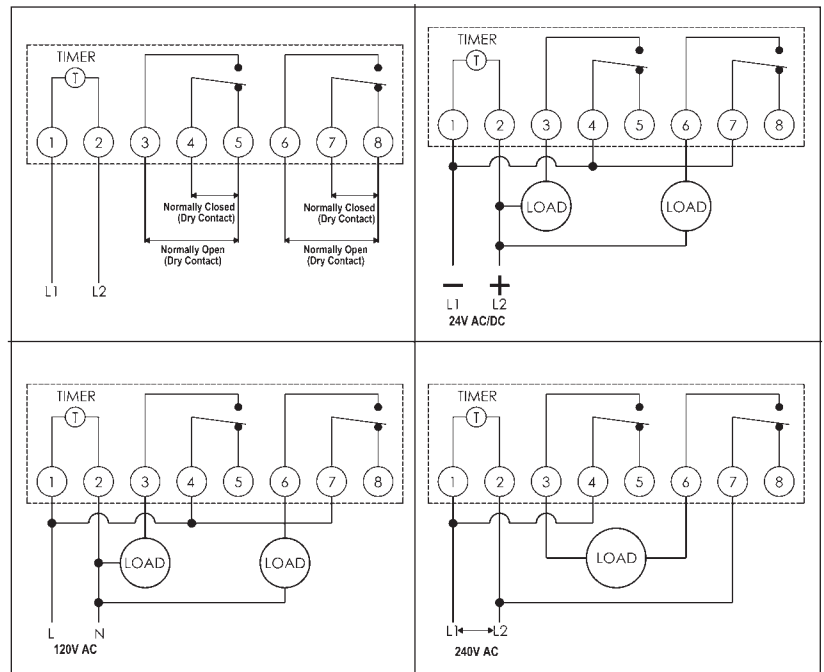 TIMER
T
1 2 3 4 5 6 7 8
Normally Closed
(Dry Contact)
Normally Closed
(Dry Contact)
Normally Open
(Dry Contact)
Normally Open
(Dry Contact)
L1 L2
TIMER
T
1 2 3 4 5 6 7 8
LOAD LOAD
− +
L1 L2
24V AC/DC
TIMER
T
1 2 3 4 5 6 7 8
LOAD LOAD
L N
120V AC
TIMER
T
1 2 3 4 5 6 7 8
LOAD
L1 L2
240V AC